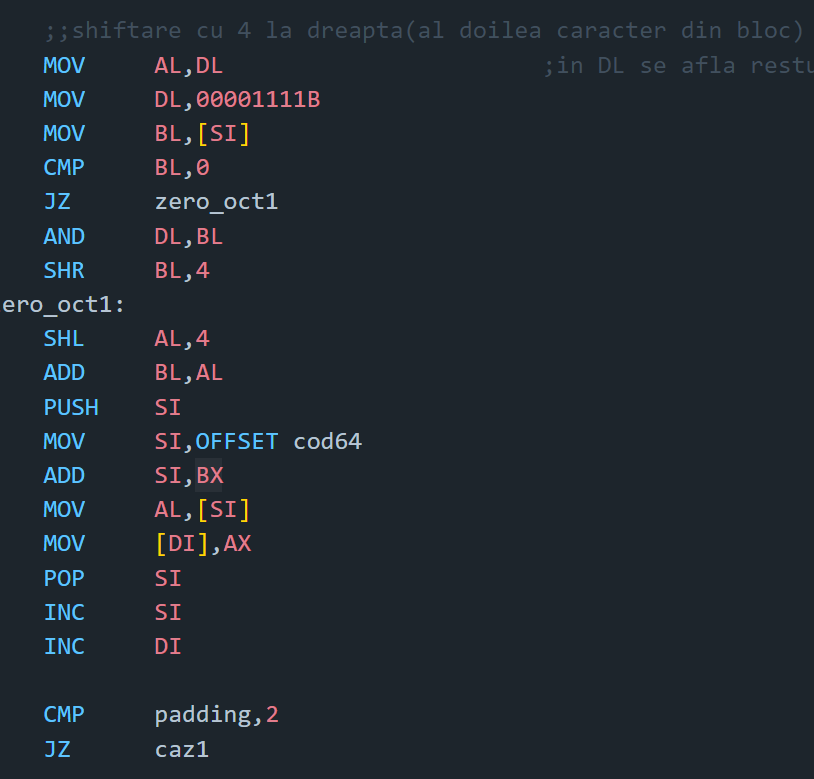 ;;shiftare cu 4 la dreapta(al doilea caracter din bloc)
MOV AL,DL ;in DL se afla restu
MOV DL,00001111B
MOV BL,[SI]
CMP BL,0
JZ zero_oct1
AND DL,BL
SHR BL,4
ero_oct1:
SHL AL,4
ADD BL,AL
PUSH SI
MOV SI,OFFSET cod64
ADD SI,BX
MOV AL,[SI]
MOV [DI],AX
POP SI
INC SI
INC DI
CMP padding,2
JZ caz1